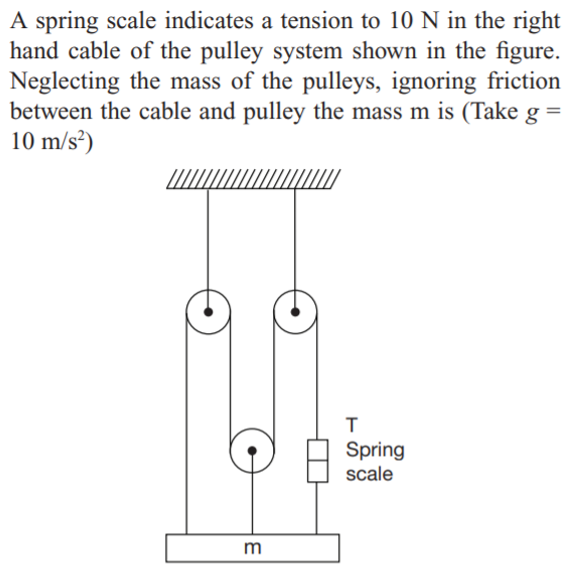 A spring scale indicates a tension to 10 N in the right
hand cable of the pulley system shown in the figure.
Neglecting the mass of the pulleys, ignoring friction
between the cable and pulley the mass m is (Take g =
10 m/s²)
T
Spring
scale
m